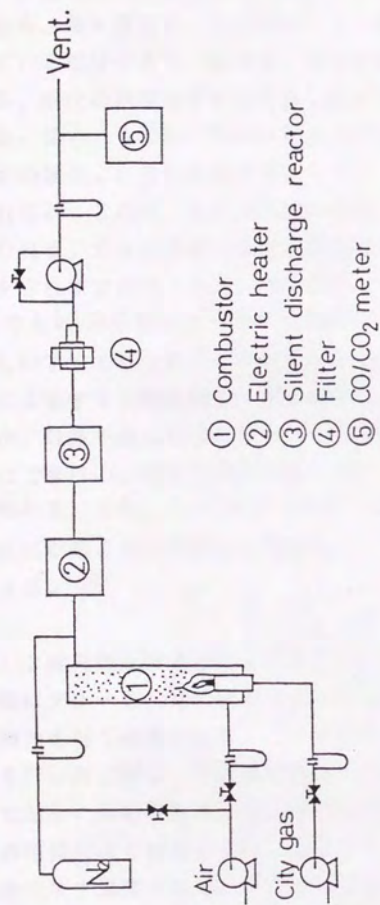 Vent.
⑤
④
③
②
①
N₂
Air
City gas
① Combustor
② Electric heater
③ Silent discharge reactor
④ Filter
⑤ CO/CO₂ meter